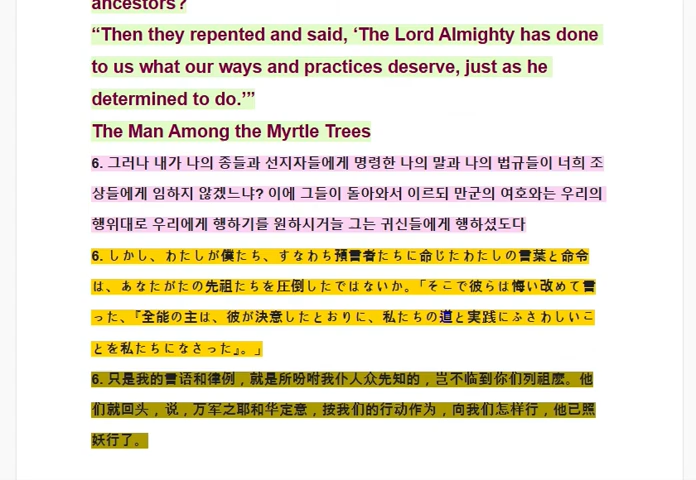 ancestors?
“Then they repented and said, ‘The Lord Almighty has done
to us what our ways and practices deserve, just as he
determined to do.’”
The Man Among the Myrtle Trees
6. 그러나 내가 나의 종들과 선지자들에게 명령한 나의 말과 나의 법규들이 너희 조
상들에게 임하지 않겠느냐? 이에 그들이 돌아와서 이르되 만군의 여호와는 우리의
행위대로 우리에게 행하기를 원하시거늘 그는 귀신들에게 행하셨도다
6. しかし、わたしが僕たち、すなわち預言者たちに命じたわたしの言葉と命令
は、あなたがたの先祖たちを圧倒したではないか。「そこで彼らは悔い改めて言
った、『全能の主は、彼が決意したとおりに、私たちの道と実践にふさわしいこ
とを私たちになさった』。」
6. 只是我的言语和律例，就是所吩咐我仆人众先知的，岂不临到你们列祖麽。他
们就回头，说，万军之耶和华定意，按我们的行动作为，向我们怎样行，他已照
妖行了。